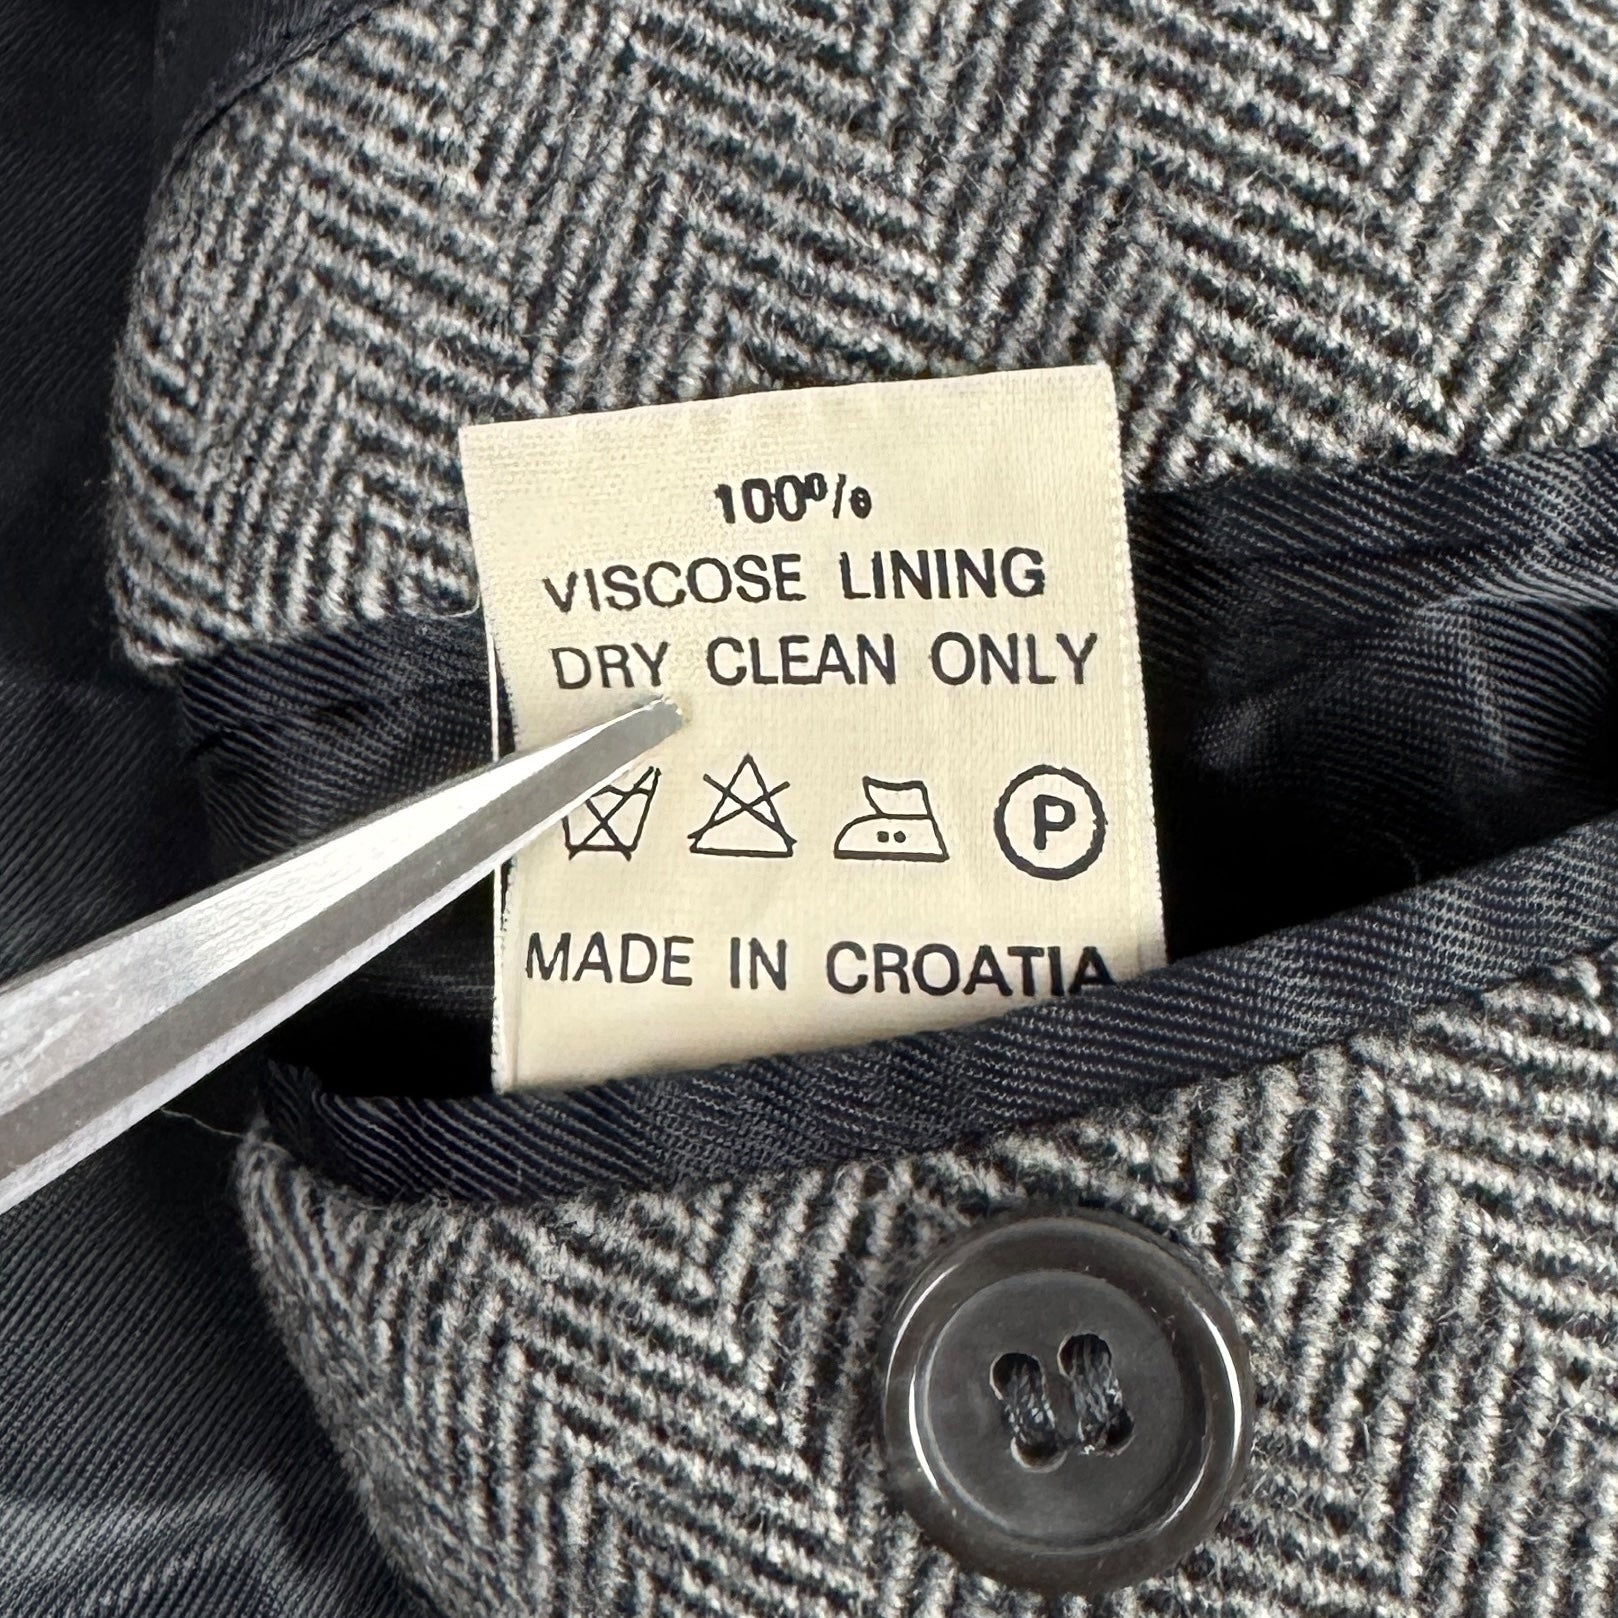 100%
VISCOSE LINING
DRY CLEAN ONLY
P
MADE IN CROATIA